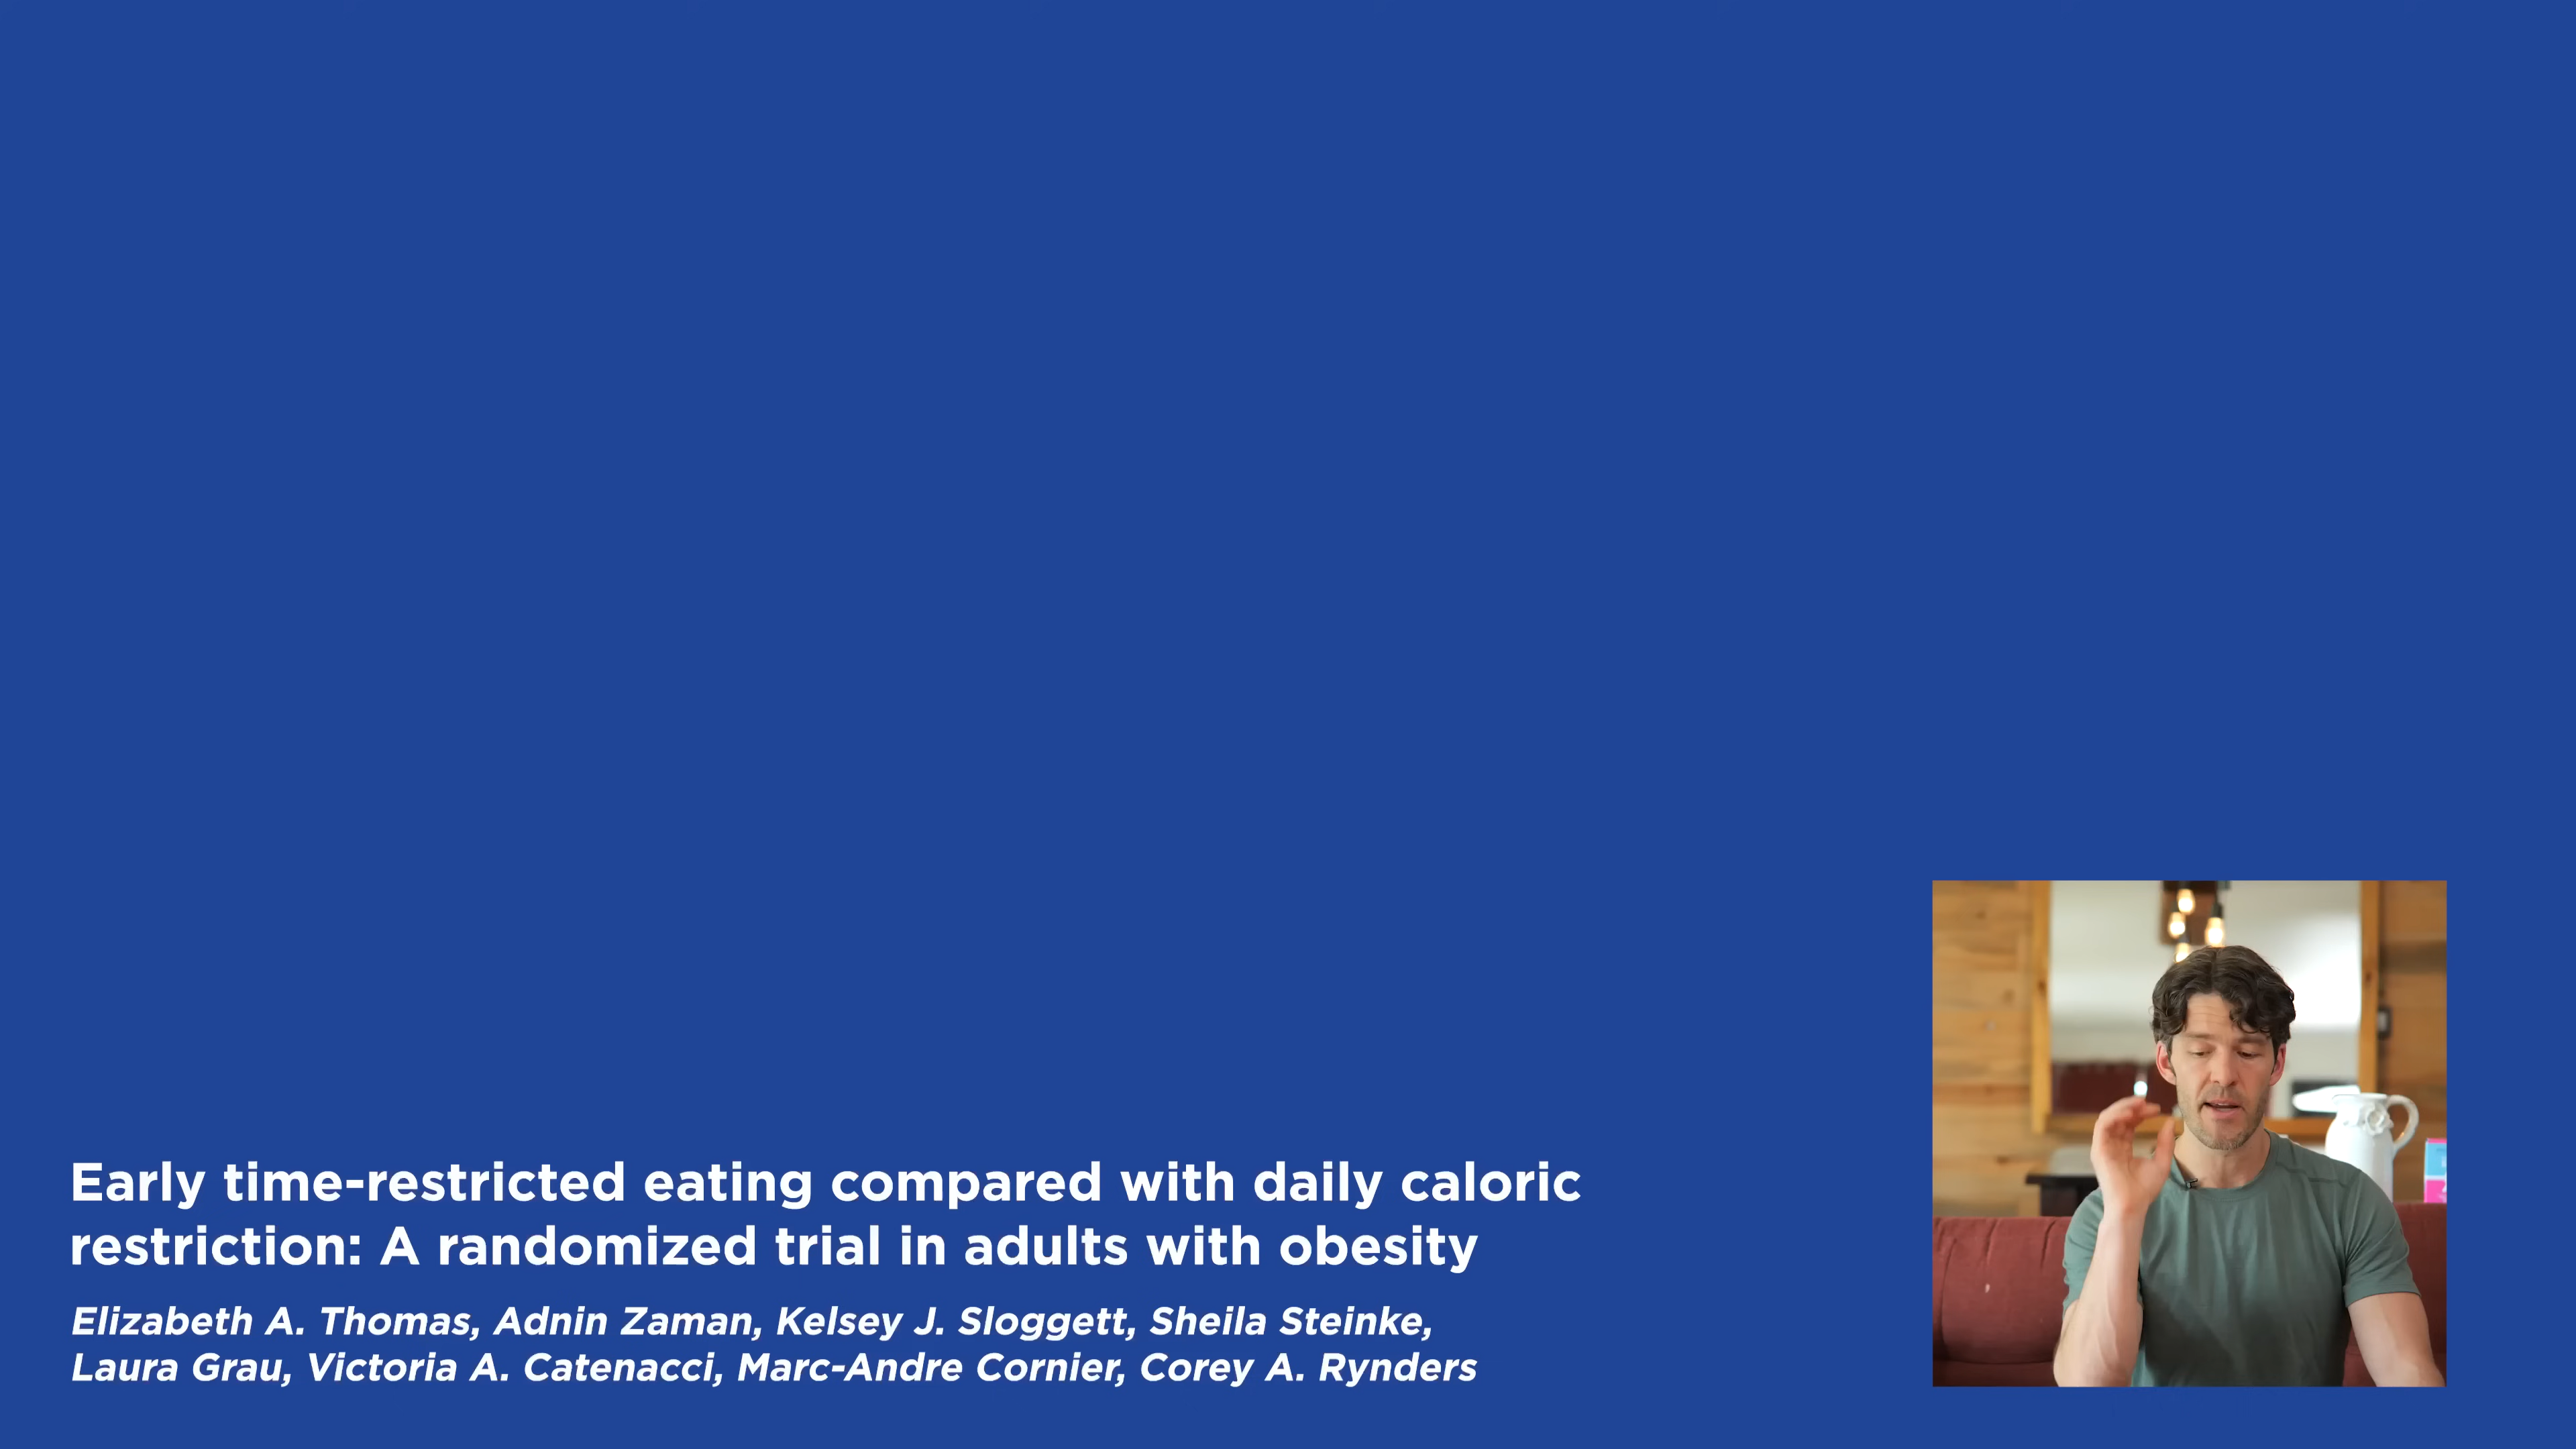 Early time-restricted eating compared with daily caloric
restriction: A randomized trial in adults with obesity
Elizabeth A. Thomas, Adnin Zaman, Kelsey J. Sloggett, Sheila Steinke,
Laura Grau, Victoria A. Catenacci, Marc-Andre Cornier, Corey A. Rynders